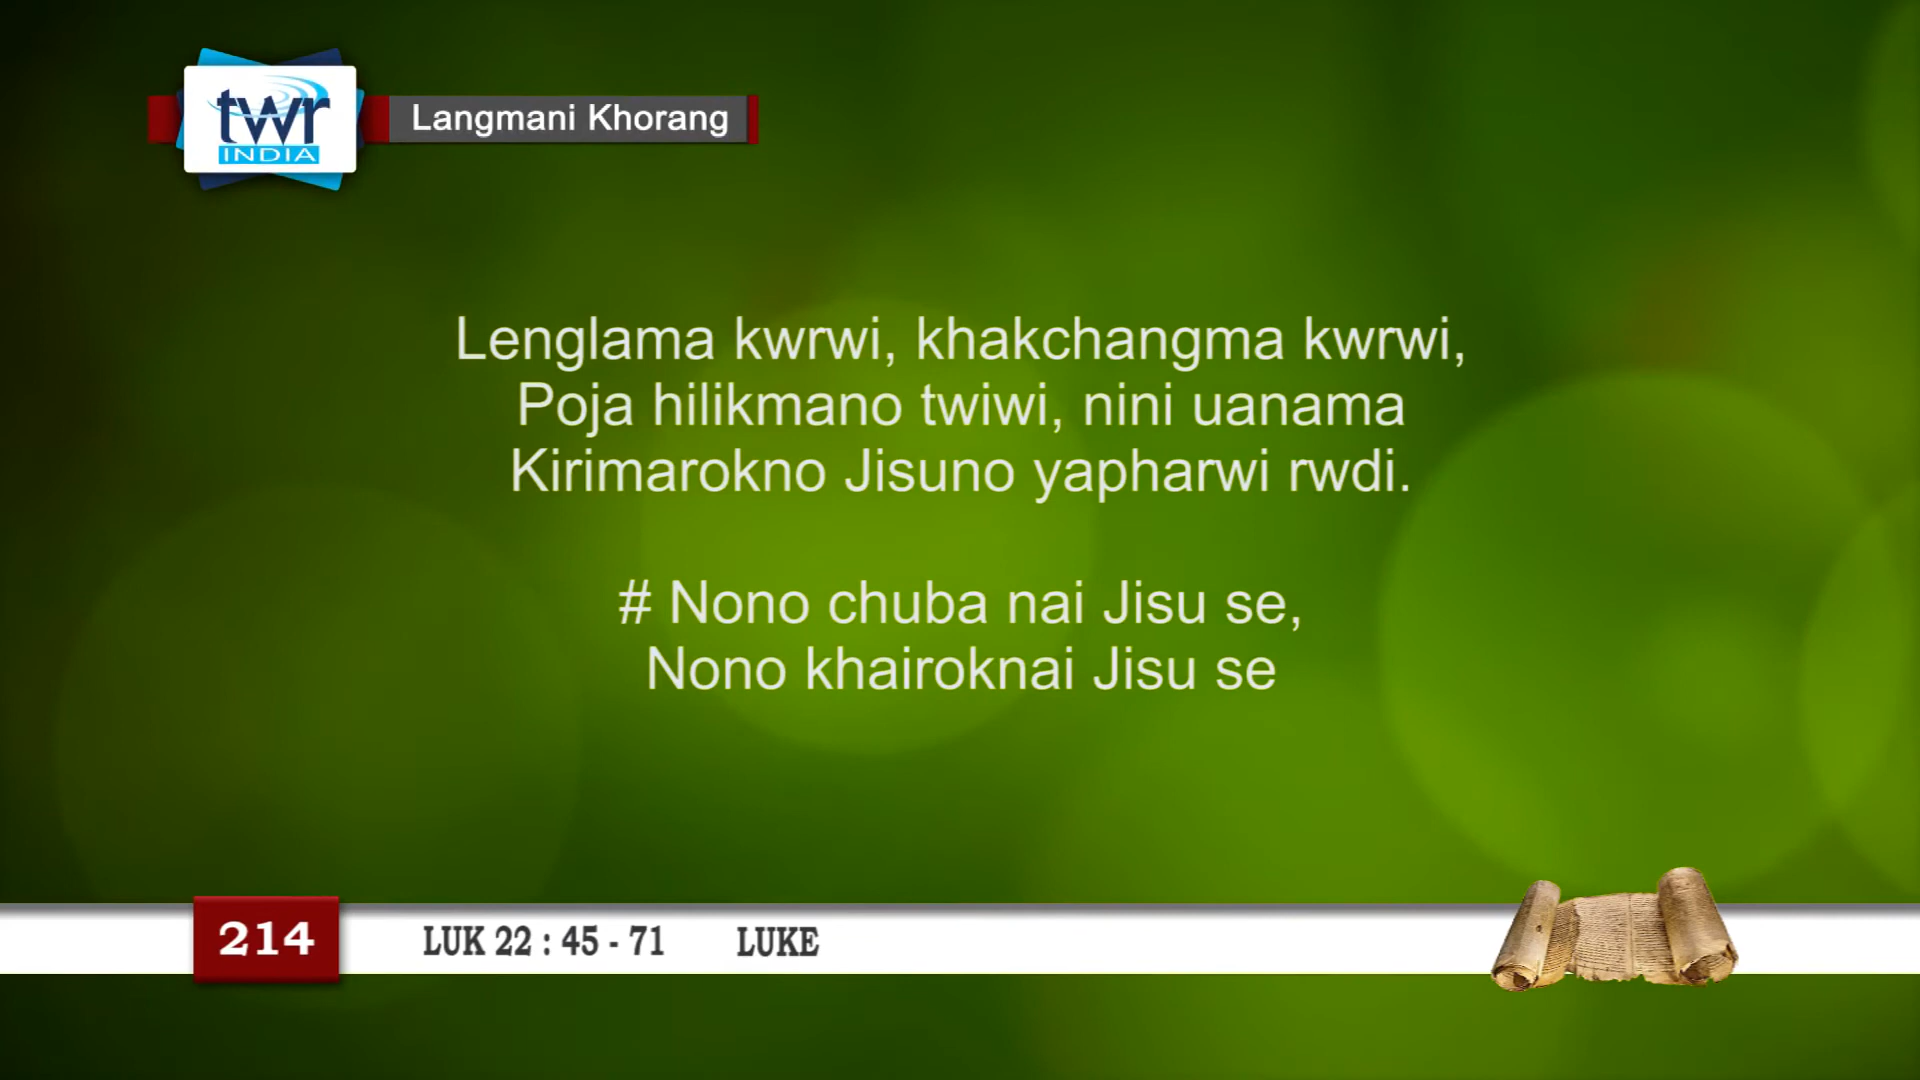 twr
INDIA
Langmani Khorang
Lenglama kwrwi, khakchangma kwrwi,
Poja hilikmano twiwi, nini uanama
Kirimarokno Jisuno yapharwi rwdi.
# Nono chuba nai Jisu se,
Nono khairoknai Jisu se
214
LUK 22 : 45 - 71
LUKE